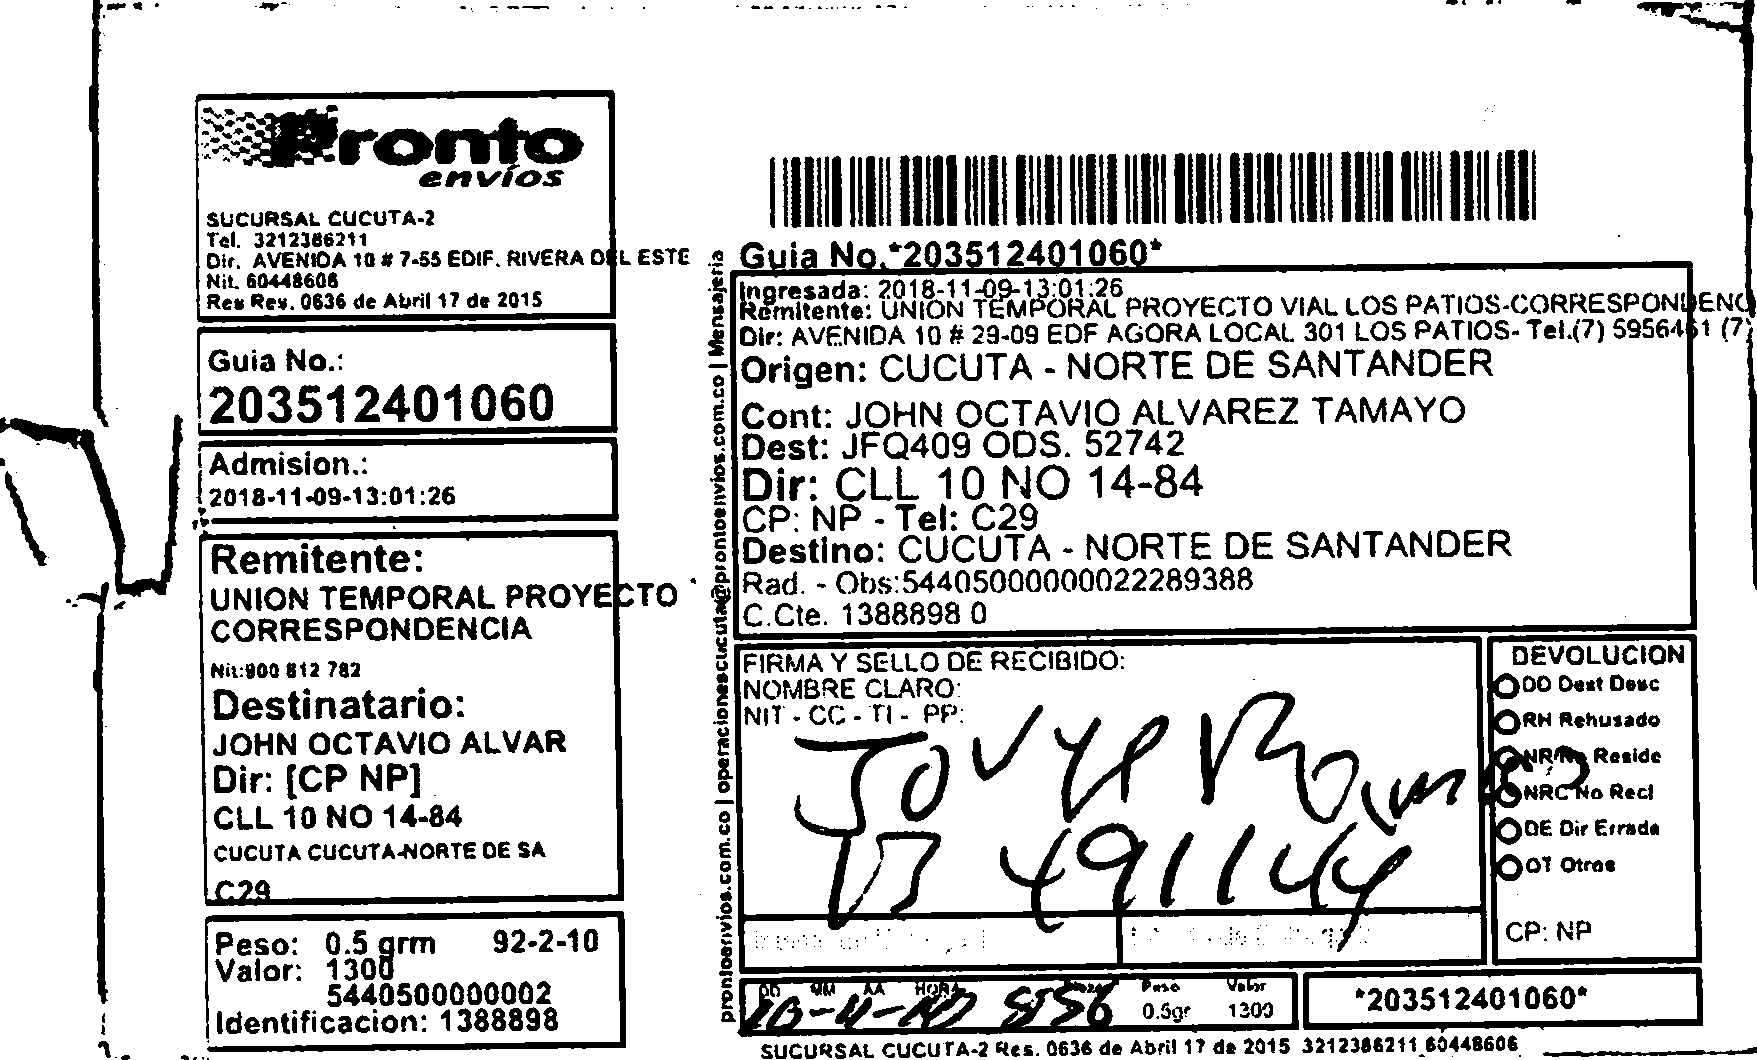 Pronto
envíos
SUCURSAL CUCUTA-2
Tel. 3212386211
Dir. AVENIDA 10 # 7-55 EDIF. RIVERA DEL ESTE
Nit. 60448606
Res Res. 0636 de Abril 17 de 2015
Guia No.:
203512401060
Admision.:
2018-11-09-13:01:26
Remitente:
UNION TEMPORAL PROYECTO
CORRESPONDENCIA
Nit:900 812 782
Destinatario:
JOHN OCTAVIO ALVAR
Dir: [CP NP]
CLL 10 NO 14-84
CUCUTA CUCUTA-NORTE DE SA
C29
Peso: 0.5 grm 92-2-10
Valor: 1300
5440500000002
Identificacion: 1388898
prontoenvios.com.co | operacionescucuta@prontoenvios.com.co | Mensajeria
Guia No.*203512401060*
Ingresada: 2018-11-09-13:01:26
Remitente: UNION TEMPORAL PROYECTO VIAL LOS PATIOS-CORRESPONDENC
Dir: AVENIDA 10 # 29-09 EDF AGORA LOCAL 301 LOS PATIOS- Tel.(7) 5956461 (7)
Origen: CUCUTA - NORTE DE SANTANDER
Cont: JOHN OCTAVIO ALVAREZ TAMAYO
Dest: JFQ409 ODS. 52742
Dir: CLL 10 NO 14-84
CP: NP - Tel: C29
Destino: CUCUTA - NORTE DE SANTANDER
Rad. - Obs:54405000000022289388
C.Cte. 1388898 0
FIRMA Y SELLO DE RECIBIDO:
NOMBRE CLARO:
NIT - CC - TI - PP:
491144
DEVOLUCION
DD Dest Desc
RH Rehusado
NR No Reside
NRC No Recl
DE Dir Errada
OT Otros
CP: NP
DD MM AA HORA
Peso Valor
0.5gr 1300
*203512401060*
SUCURSAL CUCUTA-2 Res. 0636 de Abril 17 de 2015 3212386211 60448606